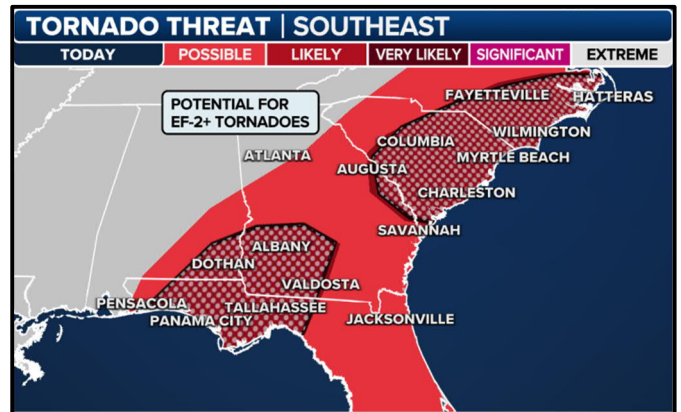 TORNADO THREAT | SOUTHEAST
TODAY
POSSIBLE
LIKELY
VERY LIKELY
SIGNIFICANT
EXTREME
POTENTIAL FOR
EF-2+ TORNADOES
FAYETTEVILLE
HATTERAS
WILMINGTON
COLUMBIA
MYRTLE BEACH
ATLANTA
AUGUSTA
CHARLESTON
SAVANNAH
ALBANY
DOTHAN
VALDOSTA
PENSACOLA
TALLAHASSEE
PANAMA CITY
JACKSONVILLE